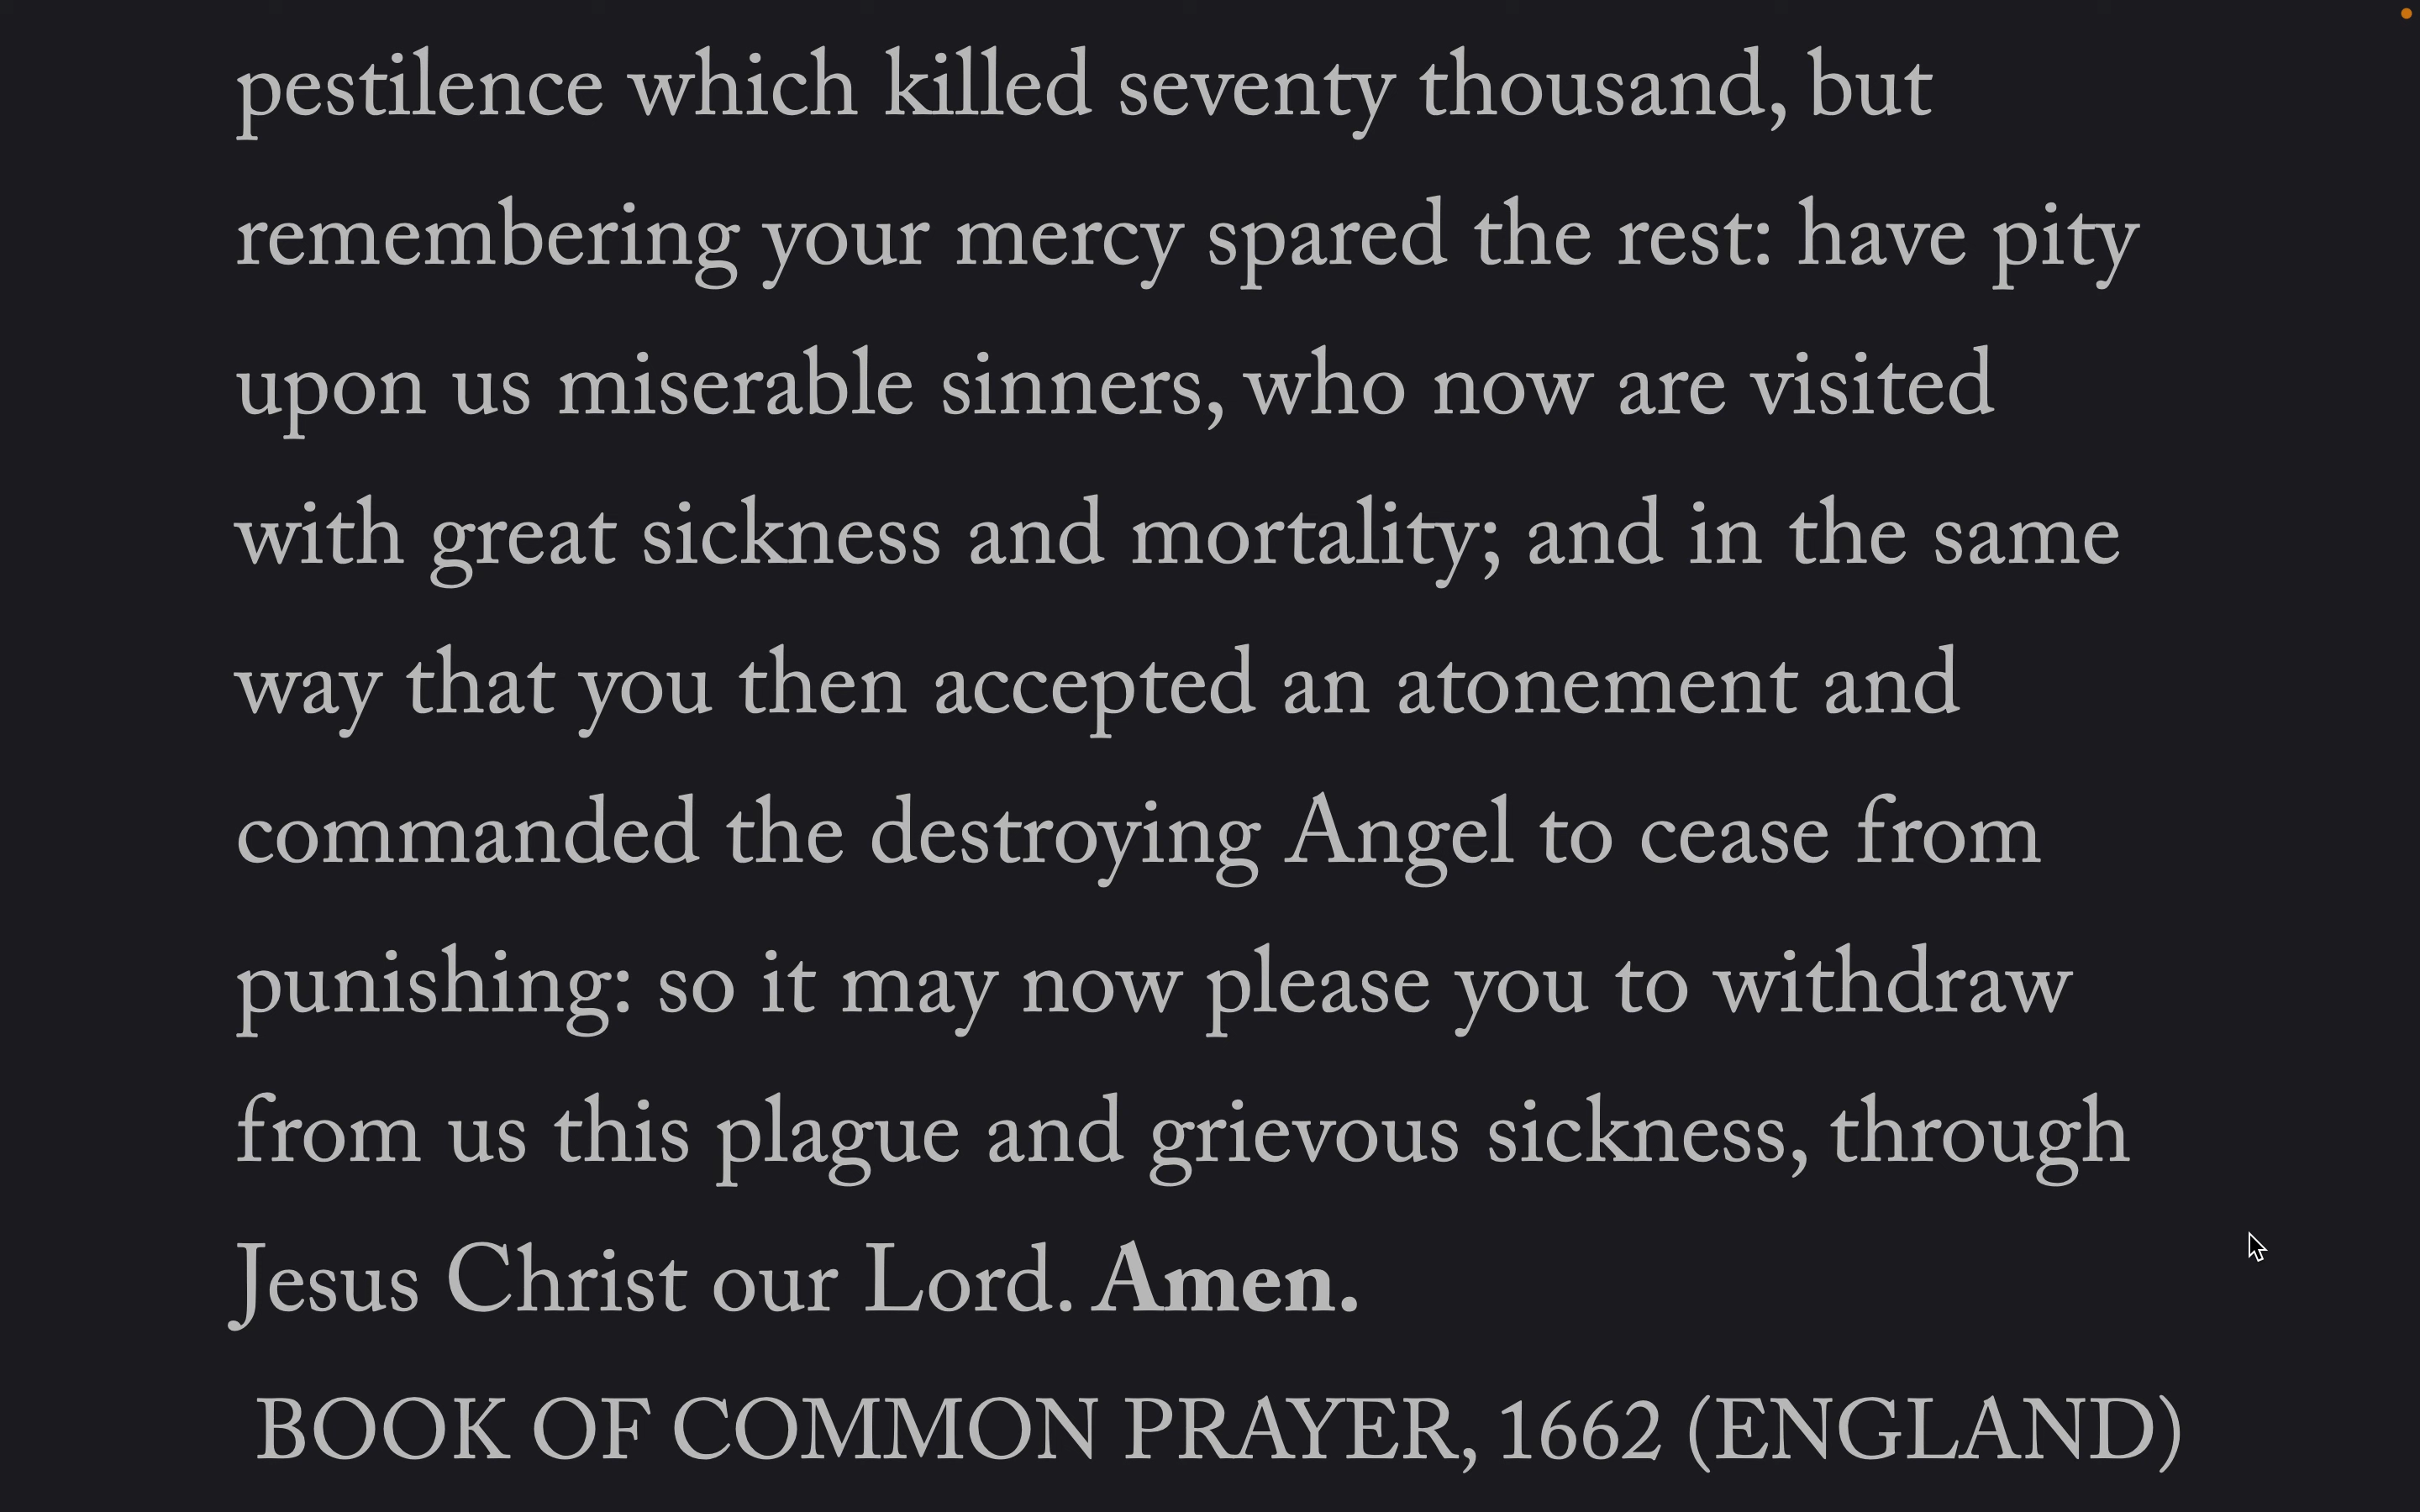 pestilence which killed seventy thousand, but
remembering your mercy spared the rest: have pity
upon us miserable sinners, who now are visited
with great sickness and mortality; and in the same
way that you then accepted an atonement and
commanded the destroying Angel to cease from
punishing: so it may now please you to withdraw
from us this plague and grievous sickness, through
Jesus Christ our Lord. Amen.
BOOK OF COMMON PRAYER, 1662 (ENGLAND)